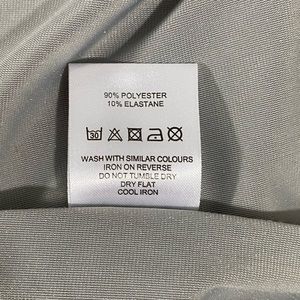 90% POLYESTER
10% ELASTANE
30
WASH WITH SIMILAR COLOURS
IRON ON REVERSE
DO NOT TUMBLE DRY
DRY FLAT
COOL IRON